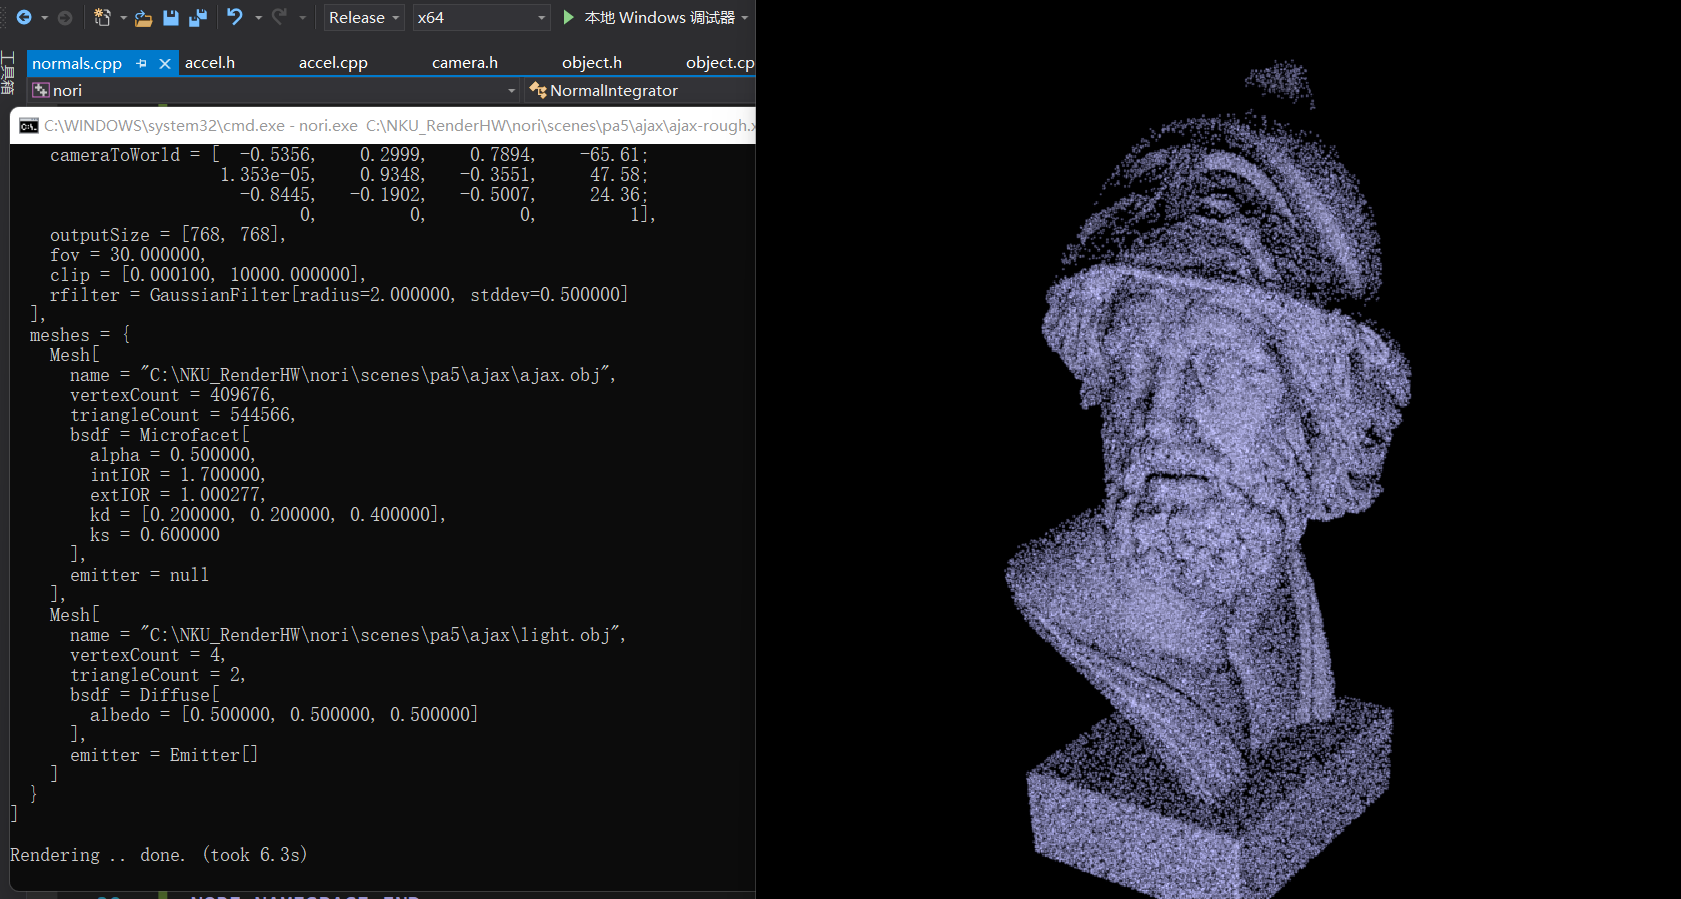 Release
x64
本地 Windows 调试器
工具箱
normals.cpp
accel.h
accel.cpp
camera.h
object.h
object.cp
nori
NormalIntegrator
C:\WINDOWS\system32\cmd.exe - nori.exe  C:\NKU_RenderHW\nori\scenes\pa5\ajax\ajax-rough.x
cameraToWorld = [  -0.5356,    0.2999,    0.7894,    -65.61;
1.353e-05,    0.9348,   -0.3551,     47.58;
-0.8445,   -0.1902,   -0.5007,     24.36;
0,         0,         0,         1],
outputSize = [768, 768],
fov = 30.000000,
clip = [0.000100, 10000.000000],
rfilter = GaussianFilter[radius=2.000000, stddev=0.500000]
],
meshes = {
Mesh[
name = "C:\NKU_RenderHW\nori\scenes\pa5\ajax\ajax.obj",
vertexCount = 409676,
triangleCount = 544566,
bsdf = Microfacet[
alpha = 0.500000,
intIOR = 1.700000,
extIOR = 1.000277,
kd = [0.200000, 0.200000, 0.400000],
ks = 0.600000
],
emitter = null
],
Mesh[
name = "C:\NKU_RenderHW\nori\scenes\pa5\ajax\light.obj",
vertexCount = 4,
triangleCount = 2,
bsdf = Diffuse[
albedo = [0.500000, 0.500000, 0.500000]
],
emitter = Emitter[]
]
}
]
Rendering .. done. (took 6.3s)